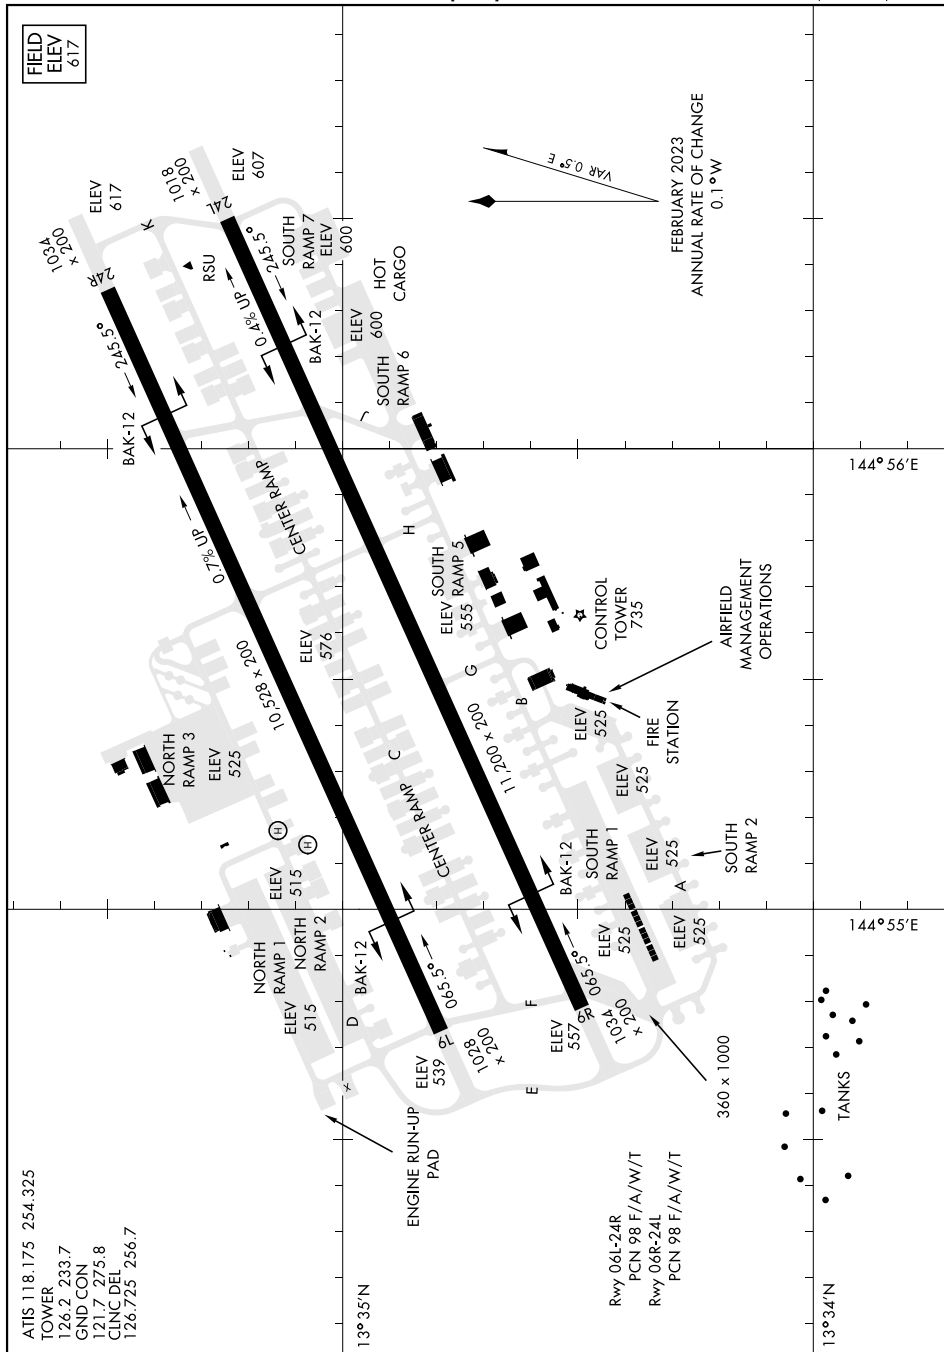 FIELD
ELEV
617
ATIS 118.175 254.325
TOWER
126.2 233.7
GND CON
121.7 275.8
CLNC DEL
126.725 256.7
ELEV
617
1034
x 200
24R
K
RSU
1018
x 200
24L
ELEV
607
245.5°
245.5°
SOUTH
RAMP 7
ELEV
600
HOT
CARGO
0.4% UP
BAK-12
BAK-12
ELEV
600
SOUTH
RAMP 6
J
VAR 0.5° E
FEBRUARY 2023
ANNUAL RATE OF CHANGE
0.1° W
144° 56'E
0.7% UP
CENTER RAMP
H
ELEV
576
10,528 x 200
SOUTH
RAMP 5
ELEV
555
CONTROL
TOWER
735
AIRFIELD
MANAGEMENT
OPERATIONS
G
B
ELEV
525
FIRE
STATION
NORTH
RAMP 3
ELEV
525
C
11,200 x 200
CENTER RAMP
ELEV
525
H
H
ELEV
515
BAK-12
SOUTH
RAMP 1
ELEV
525
SOUTH
RAMP 2
A
144° 55'E
NORTH
RAMP 1
NORTH
RAMP 2
ELEV
515
BAK-12
065.5°
065.5°
ELEV
525
ELEV
525
D
6L
F
6R
ELEV
539
1028
x 200
ELEV
557
1034
x 200
E
X
360 x 1000
ENGINE RUN-UP
PAD
TANKS
Rwy 06L-24R
PCN 98 F/A/W/T
Rwy 06R-24L
PCN 98 F/A/W/T
13° 35'N
13° 34'N